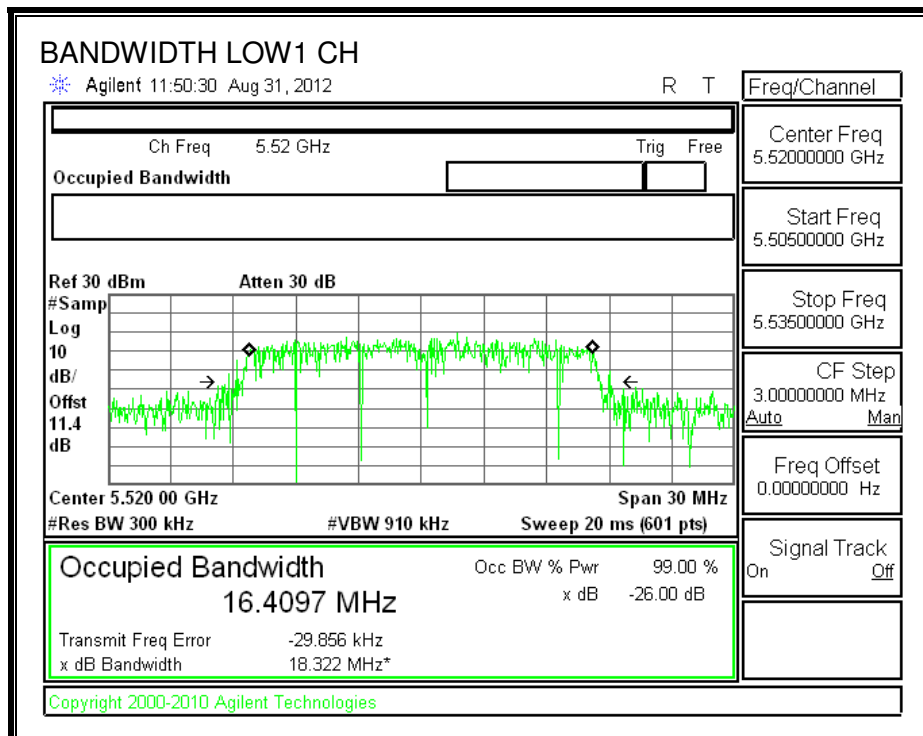 BANDWIDTH LOW1 CH
Agilent 11:50:30 Aug 31, 2012 R T
Freq/Channel
Ch Freq 5.52 GHz Trig Free
Occupied Bandwidth
Center Freq
5.52000000 GHz
Start Freq
5.50500000 GHz
Stop Freq
5.53500000 GHz
CF Step
3.00000000 MHz
Auto Man
Freq Offset
0.00000000 Hz
Signal Track
On Off
Ref 30 dBm Atten 30 dB
#Samp
Log
10
dB/
Offst
11.4
dB
Center 5.520 00 GHz Span 30 MHz
#Res BW 300 kHz #VBW 910 kHz Sweep 20 ms (601 pts)
Occupied Bandwidth Occ BW % Pwr 99.00 %
16.4097 MHz x dB -26.00 dB
Transmit Freq Error -29.856 kHz
x dB Bandwidth 18.322 MHz*
Copyright 2000-2010 Agilent Technologies